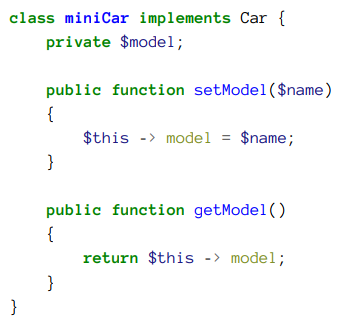 class miniCar implements Car {
    private $model;

    public function setModel($name)
    {
        $this -> model = $name;
    }

    public function getModel()
    {
        return $this -> model;
    }
}